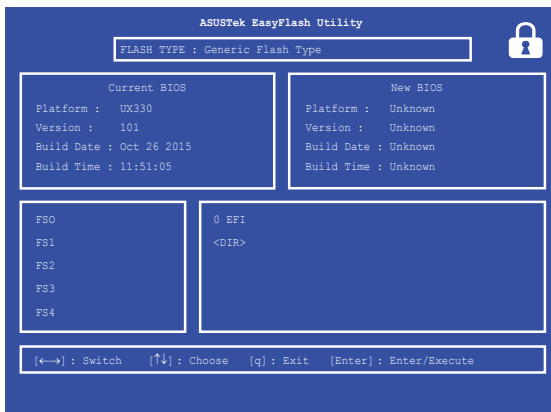 ASUSTek EasyFlash Utility
FLASH TYPE : Generic Flash Type
Current BIOS
Platform : UX330
Version : 101
Build Date : Oct 26 2015
Build Time : 11:51:05
New BIOS
Platform : Unknown
Version : Unknown
Build Date : Unknown
Build Time : Unknown
FS0
FS1
FS2
FS3
FS4
0 EFI
<DIR>
[←→] : Switch [↑↓] : Choose [q] : Exit [Enter] : Enter/Execute